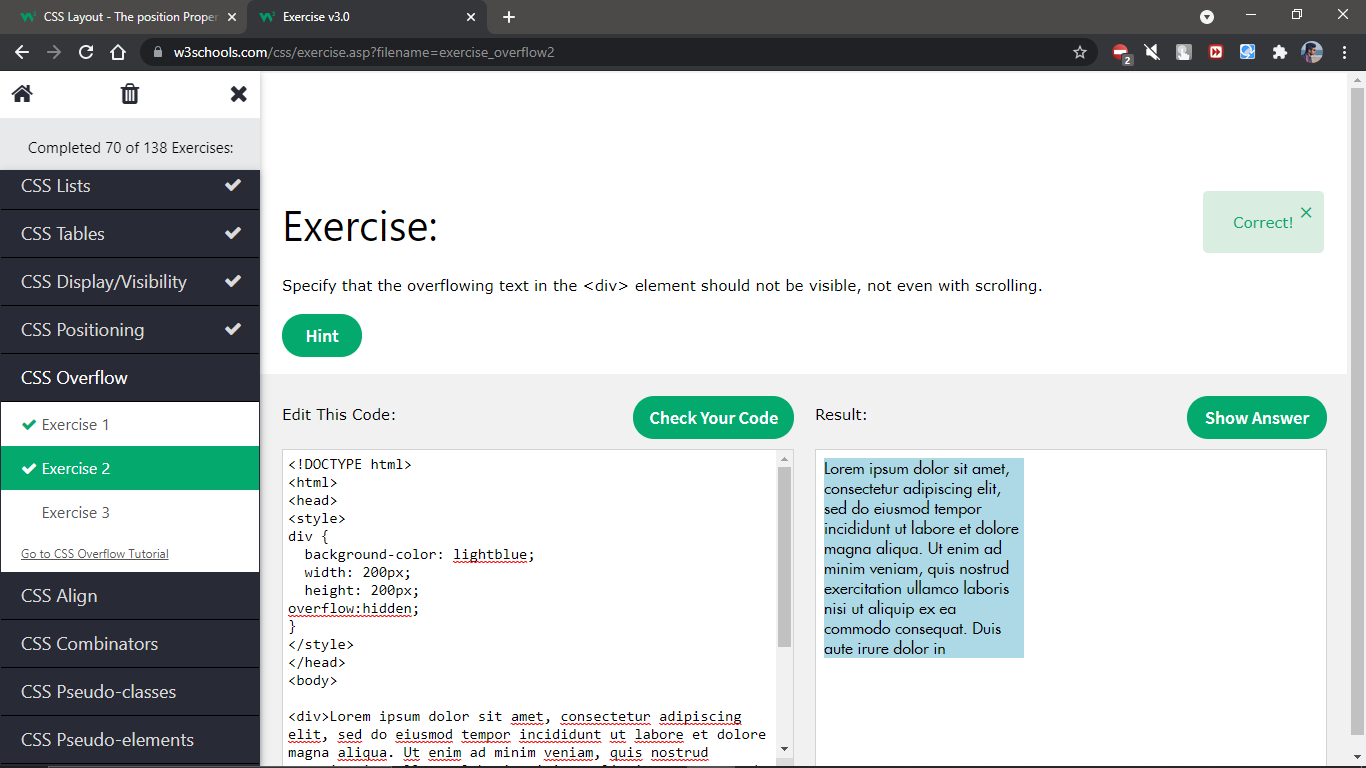 CSS Layout - The position Proper
Exercise v3.0
w3schools.com/css/exercise.asp?filename=exercise_overflow2
2
Completed 70 of 138 Exercises:
CSS Lists
CSS Tables
CSS Display/Visibility
CSS Positioning
CSS Overflow
Exercise 1
Exercise 2
Exercise 3
Go to CSS Overflow Tutorial
CSS Align
CSS Combinators
CSS Pseudo-classes
CSS Pseudo-elements
Exercise:
Correct!
Specify that the overflowing text in the <div> element should not be visible, not even with scrolling.
Hint
Edit This Code:
Check Your Code
<!DOCTYPE html>
<html>
<head>
<style>
div {
  background-color: lightblue;
  width: 200px;
  height: 200px;
overflow:hidden;
}
</style>
</head>
<body>
<div>Lorem ipsum dolor sit amet, consectetur adipiscing
elit, sed do eiusmod tempor incididunt ut labore et dolore
magna aliqua. Ut enim ad minim veniam, quis nostrud
Result:
Show Answer
Lorem ipsum dolor sit amet,
consectetur adipiscing elit,
sed do eiusmod tempor
incididunt ut labore et dolore
magna aliqua. Ut enim ad
minim veniam, quis nostrud
exercitation ullamco laboris
nisi ut aliquip ex ea
commodo consequat. Duis
aute irure dolor in